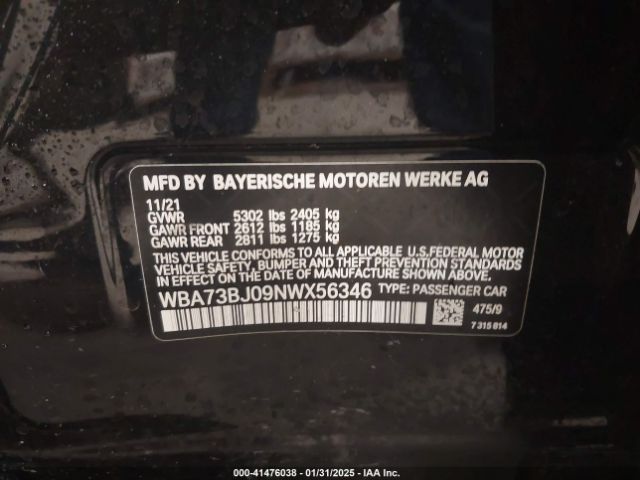 MFD BY BAYERISCHE MOTOREN WERKE AG
11/21
GVWR 5302 lbs 2405 kg
GAWR FRONT 2612 lbs 1185 kg
GAWR REAR 2811 lbs 1275 kg
THIS VEHICLE CONFORMS TO ALL APPLICABLE U.S.FEDERAL MOTOR
VEHICLE SAFETY, BUMPER, AND THEFT PREVENTION STANDARDS
IN EFFECT ON THE DATE OF MANUFACTURE SHOWN ABOVE.
WBA73BJ09NWX56346 TYPE: PASSENGER CAR
475/9
7 315 814
000-41476038 - 01/31/2025 - IAA Inc.